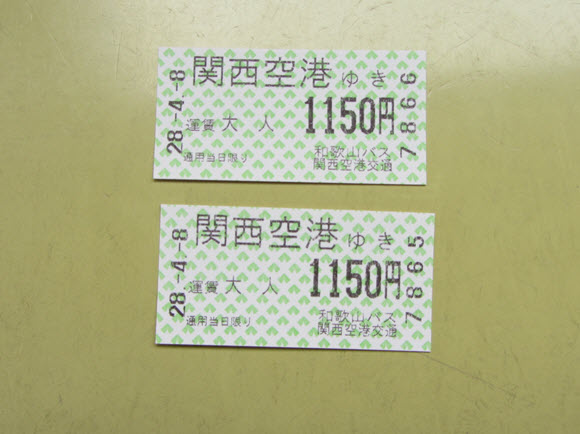 28.-4.-8
関西空港ゆき
運賃 大人 1150円
通用当日限り
和歌山バス
関西空港交通
7866
28.-4.-8
関西空港ゆき
運賃 大人 1150円
通用当日限り
和歌山バス
関西空港交通
7865